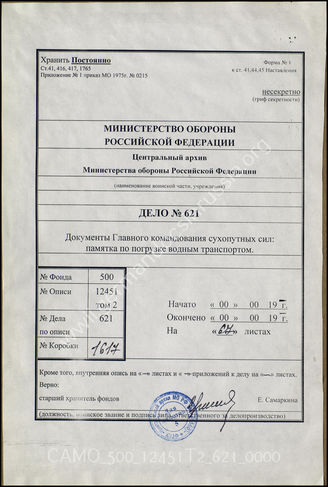 Хранить Постоянно
Ст.41, 416, 417, 1765
Приложение № 1 приказ МО 1975г. № 0215
Форма № 1
к ст. 41,44,45 Наставления
несекретно
(гриф секретности)
МИНИСТЕРСТВО ОБОРОНЫ
РОССИЙСКОЙ ФЕДЕРАЦИИ
Центральный архив
Министерства обороны Российской Федерации
(наименование воинской части, учреждения)
ДЕЛО № 621
Документы Главного командования сухопутных сил:
памятка по погрузке водным транспортом.
№ Фонда 500
№ Описи 12451
том 2
№ Дела 621
по описи
№ Коробки 1617
Начато « 00 » 00 19 г.
Окончено « 00 » 00 19 г.
На «67» листах
Кроме того, внутренняя опись на «-» листах и «-» приложений к делу на «—» листах.
Верно:
старший хранитель фондов
Е. Самаркина
(должность, воинское звание и подпись ответственного за делопроизводство)
CAMO_500_12451T2_621_0000